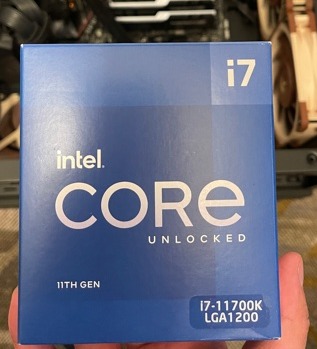 i7
intel.
CORE
UNLOCKED
11TH GEN
i7-11700K
LGA1200